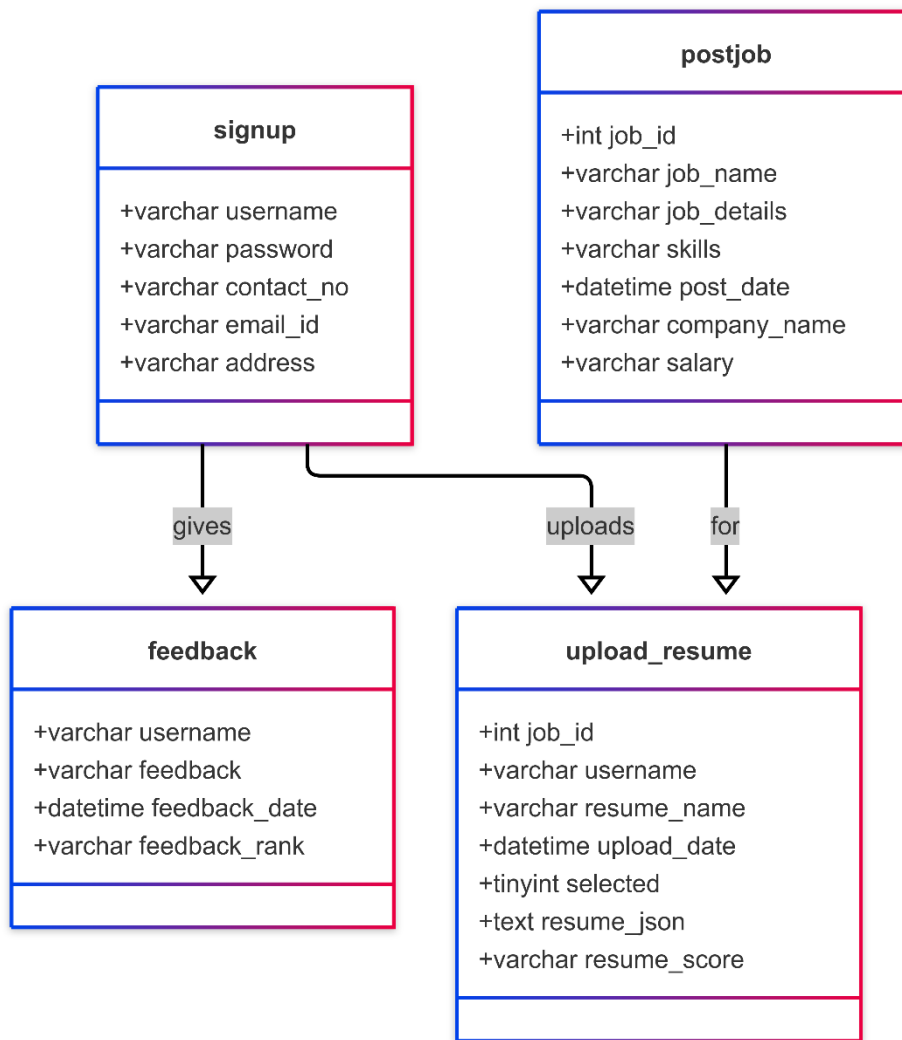 signup
+varchar username
+varchar password
+varchar contact_no
+varchar email_id
+varchar address
postjob
+int job_id
+varchar job_name
+varchar job_details
+varchar skills
+datetime post_date
+varchar company_name
+varchar salary
gives
uploads
for
feedback
+varchar username
+varchar feedback
+datetime feedback_date
+varchar feedback_rank
upload_resume
+int job_id
+varchar username
+varchar resume_name
+datetime upload_date
+tinyint selected
+text resume_json
+varchar resume_score